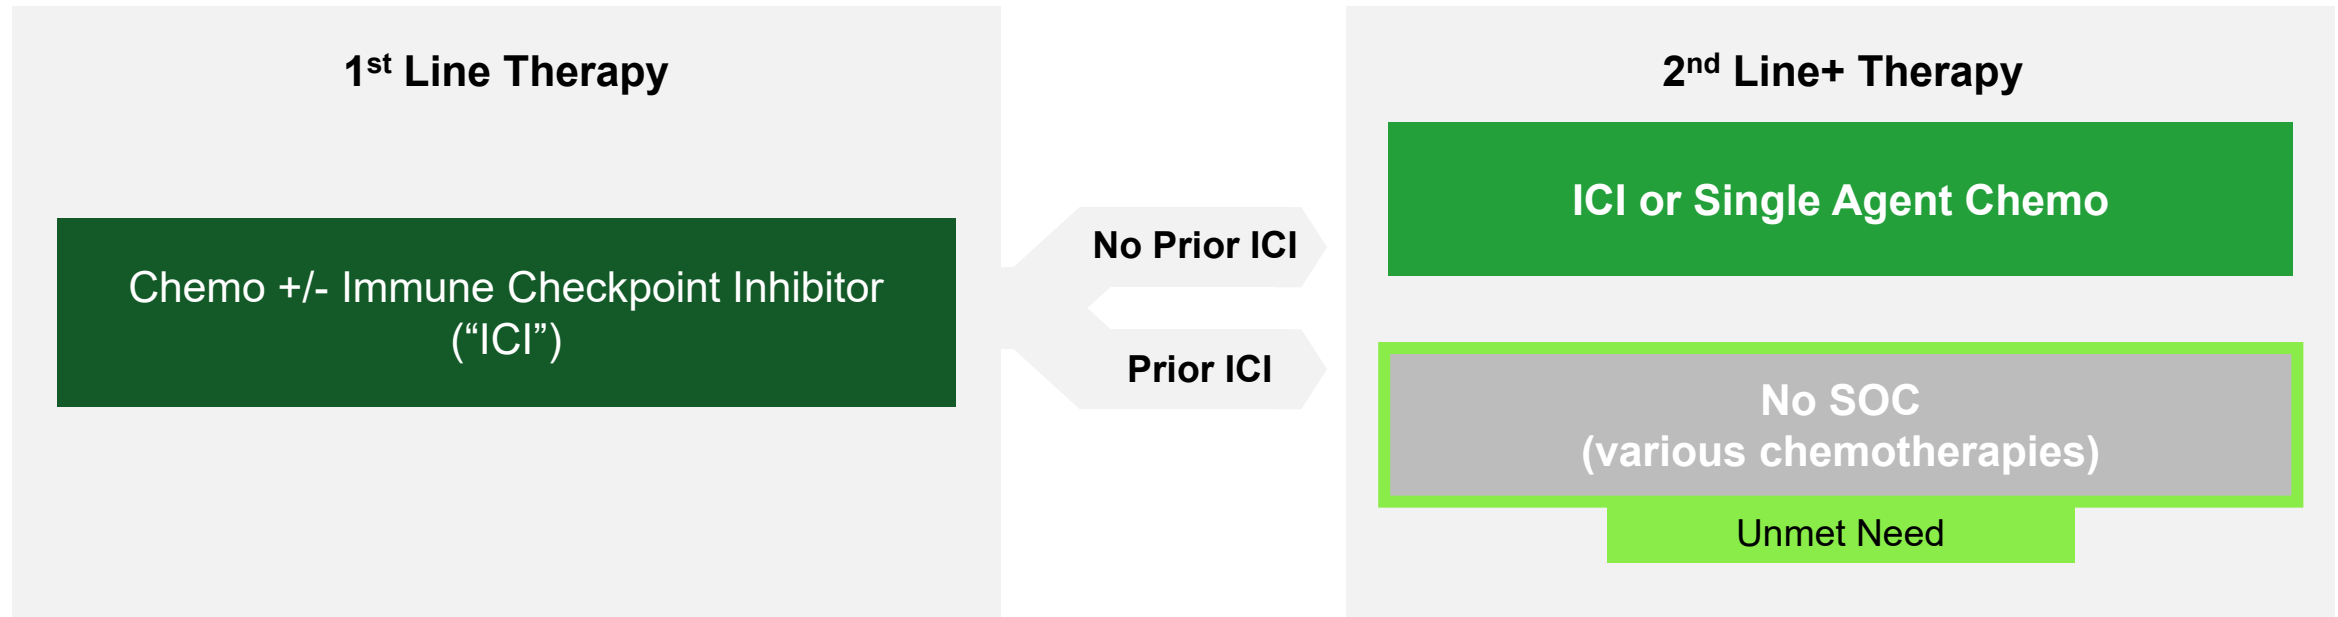 1st Line Therapy
Chemo +/- Immune Checkpoint Inhibitor
(“ICI”)
No Prior ICI
Prior ICI
2nd Line+ Therapy
ICI or Single Agent Chemo
No SOC
(various chemotherapies)
Unmet Need